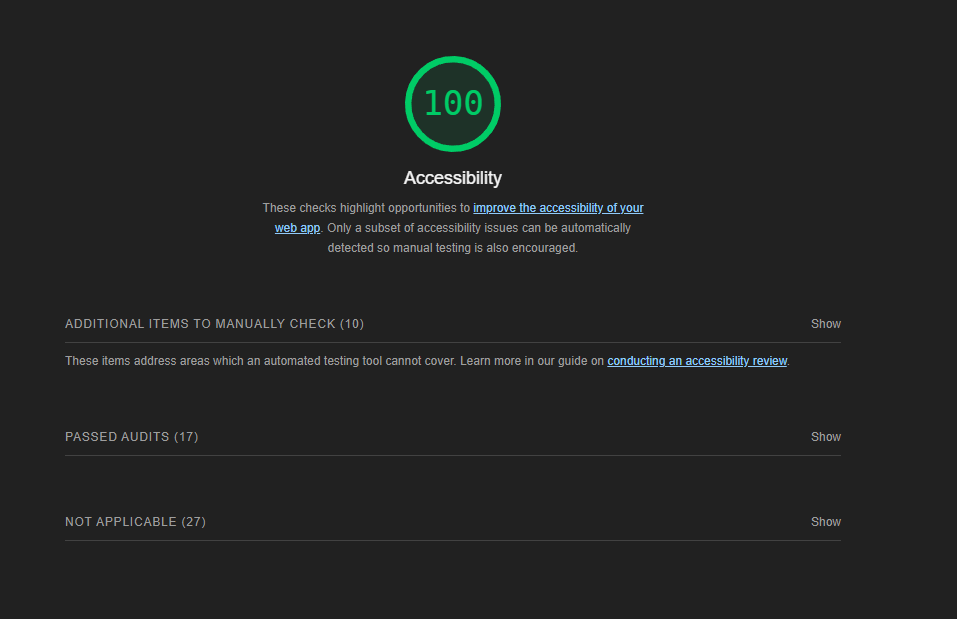 100
Accessibility
These checks highlight opportunities to improve the accessibility of your
web app. Only a subset of accessibility issues can be automatically
detected so manual testing is also encouraged.
ADDITIONAL ITEMS TO MANUALLY CHECK (10) Show
These items address areas which an automated testing tool cannot cover. Learn more in our guide on conducting an accessibility review.
PASSED AUDITS (17) Show
NOT APPLICABLE (27) Show